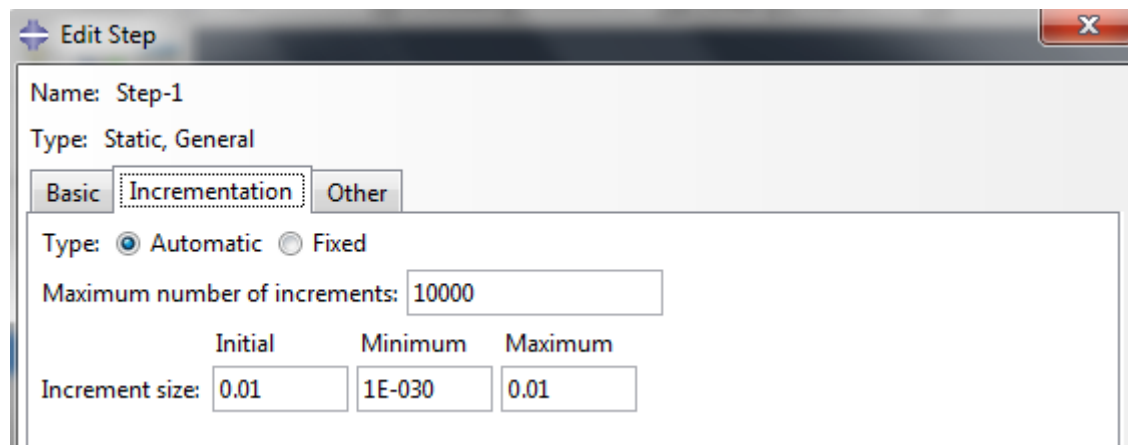 Edit Step
Name: Step-1
Type: Static, General
Basic Incrementation Other
Type: Automatic Fixed
Maximum number of increments: 10000
Initial Minimum Maximum
Increment size: 0.01 1E-030 0.01